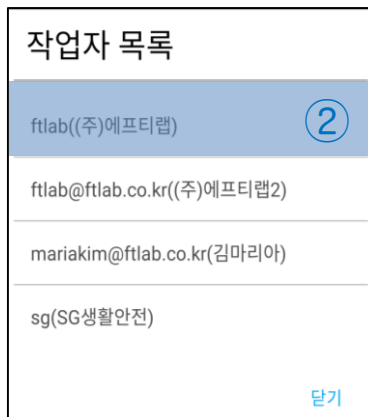 작업자 목록
ftlab((주)에프티랩) ②
ftlab@ftlab.co.kr((주)에프티랩2)
mariakim@ftlab.co.kr(김마리아)
sg(SG생활안전)
닫기